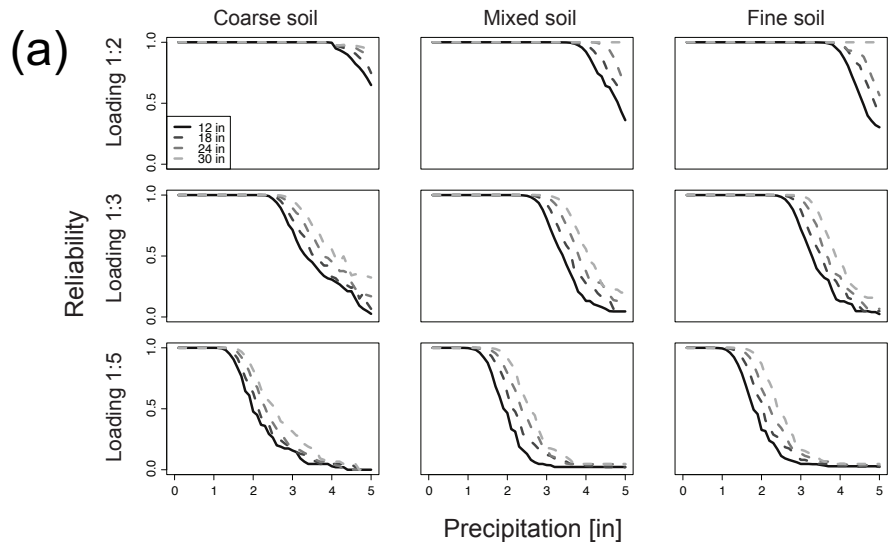 (a)
Coarse soil Mixed soil Fine soil
Loading 1:2
1.0
0.5
0.0
12 in
18 in
24 in
30 in
Reliability
Loading 1:3
1.0
0.5
0.0
Loading 1:5
1.0
0.5
0.0
0 1 2 3 4 5 0 1 2 3 4 5 0 1 2 3 4 5
Precipitation [in]